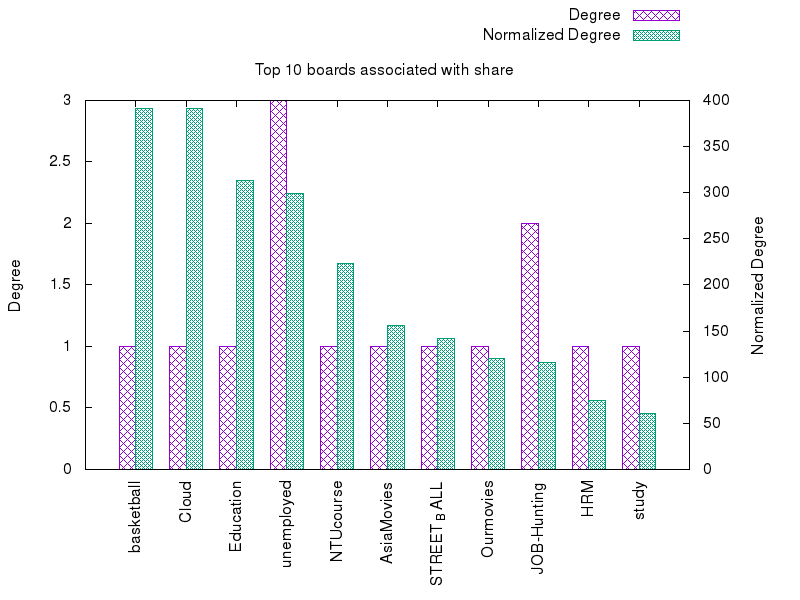 Degree
Normalized Degree
Top 10 boards associated with share
3
2.5
2
1.5
1
0.5
0
Degree
400
350
300
250
200
150
100
50
0
Normalized Degree
basketball
Cloud
Education
unemployed
NTUcourse
AsiaMovies
STREET_BALL
Ourmovies
JOB-Hunting
HRM
study